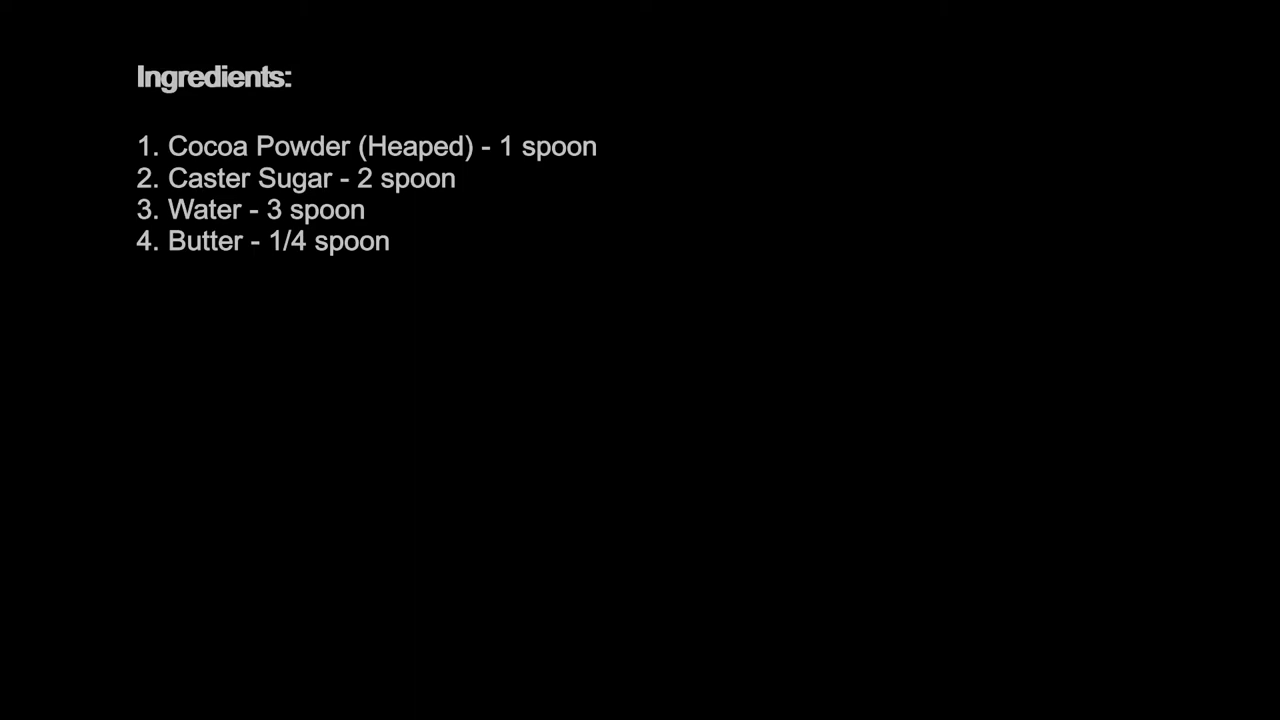 Ingredients:
1. Cocoa Powder (Heaped) - 1 spoon
2. Caster Sugar - 2 spoon
3. Water - 3 spoon
4. Butter - 1/4 spoon